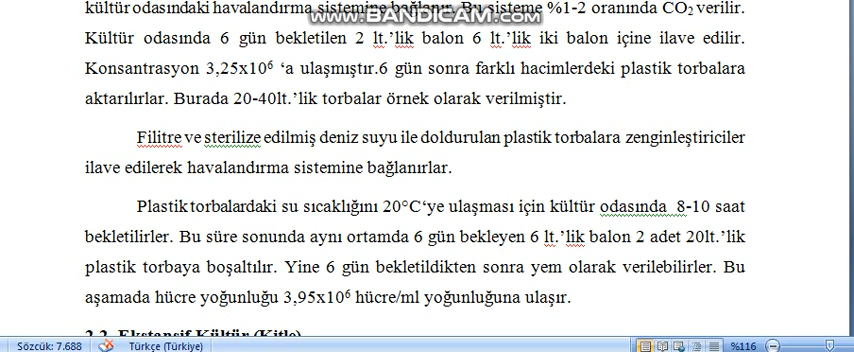 kültür odasındaki havalandırma sistemine bağlanır. Bu sisteme %1-2 oranında CO₂ verilir.
www.BANDICAM.com
Kültür odasında 6 gün bekletilen 2 lt.’lik balon 6 lt.’lik iki balon içine ilave edilir.
Konsantrasyon 3,25x10⁶ ‘a ulaşmıştır.6 gün sonra farklı hacimlerdeki plastik torbalara
aktarılırlar. Burada 20-40lt.’lik torbalar örnek olarak verilmiştir.
Filitre ve sterilize edilmiş deniz suyu ile doldurulan plastik torbalara zenginleştiriciler
ilave edilerek havalandırma sistemine bağlanırlar.
Plastik torbalardaki su sıcaklığını 20°C‘ye ulaşması için kültür odasında 8-10 saat
bekletilirler. Bu süre sonunda aynı ortamda 6 gün bekleyen 6 lt.’lik balon 2 adet 20lt.’lik
plastik torbaya boşaltılır. Yine 6 gün bekletildikten sonra yem olarak verilebilirler. Bu
aşamada hücre yoğunluğu 3,95x10⁶ hücre/ml yoğunluğuna ulaşır.
2.2. Ekstansif Kültür (Kitle)
Sözcük: 7.688 Türkçe (Türkiye) %116